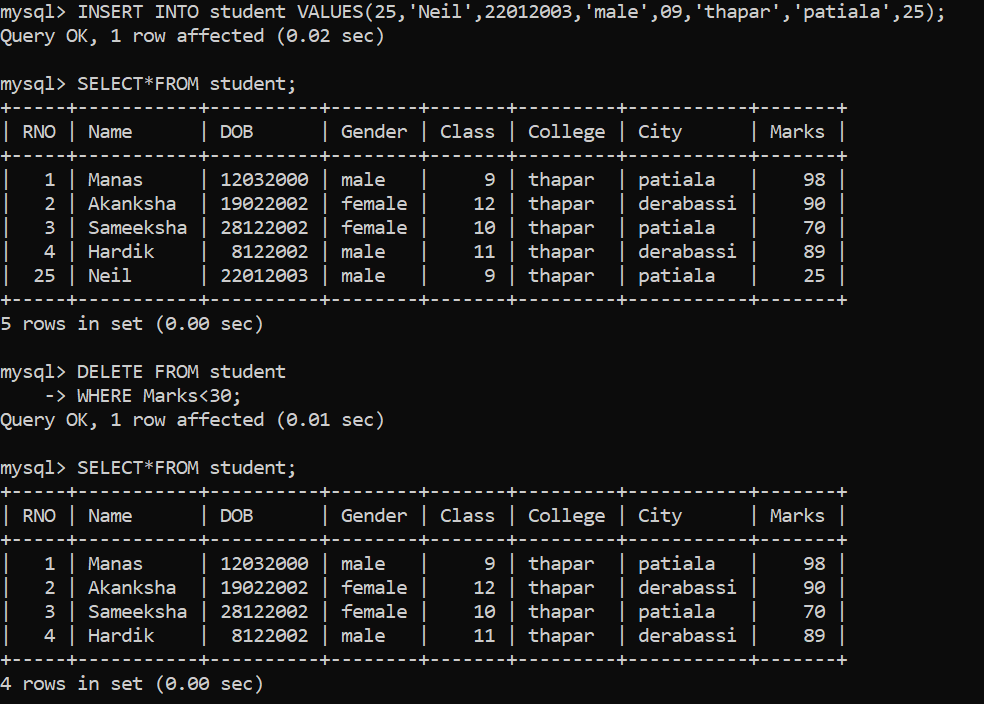 mysql> INSERT INTO student VALUES(25,'Neil',22012003,'male',09,'thapar','patiala',25);
Query OK, 1 row affected (0.02 sec)
mysql> SELECT*FROM student;
+-----+-----------+----------+--------+-------+---------+-----------+-------+
| RNO | Name      | DOB      | Gender | Class | College | City      | Marks |
+-----+-----------+----------+--------+-------+---------+-----------+-------+
|   1 | Manas     | 12032000 | male   |     9 | thapar  | patiala   |    98 |
|   2 | Akanksha  | 19022002 | female |    12 | thapar  | derabassi |    90 |
|   3 | Sameeksha | 28122002 | female |    10 | thapar  | patiala   |    70 |
|   4 | Hardik    |  8122002 | male   |    11 | thapar  | derabassi |    89 |
|  25 | Neil      | 22012003 | male   |     9 | thapar  | patiala   |    25 |
+-----+-----------+----------+--------+-------+---------+-----------+-------+
5 rows in set (0.00 sec)
mysql> DELETE FROM student
    -> WHERE Marks<30;
Query OK, 1 row affected (0.01 sec)
mysql> SELECT*FROM student;
+-----+-----------+----------+--------+-------+---------+-----------+-------+
| RNO | Name      | DOB      | Gender | Class | College | City      | Marks |
+-----+-----------+----------+--------+-------+---------+-----------+-------+
|   1 | Manas     | 12032000 | male   |     9 | thapar  | patiala   |    98 |
|   2 | Akanksha  | 19022002 | female |    12 | thapar  | derabassi |    90 |
|   3 | Sameeksha | 28122002 | female |    10 | thapar  | patiala   |    70 |
|   4 | Hardik    |  8122002 | male   |    11 | thapar  | derabassi |    89 |
+-----+-----------+----------+--------+-------+---------+-----------+-------+
4 rows in set (0.00 sec)